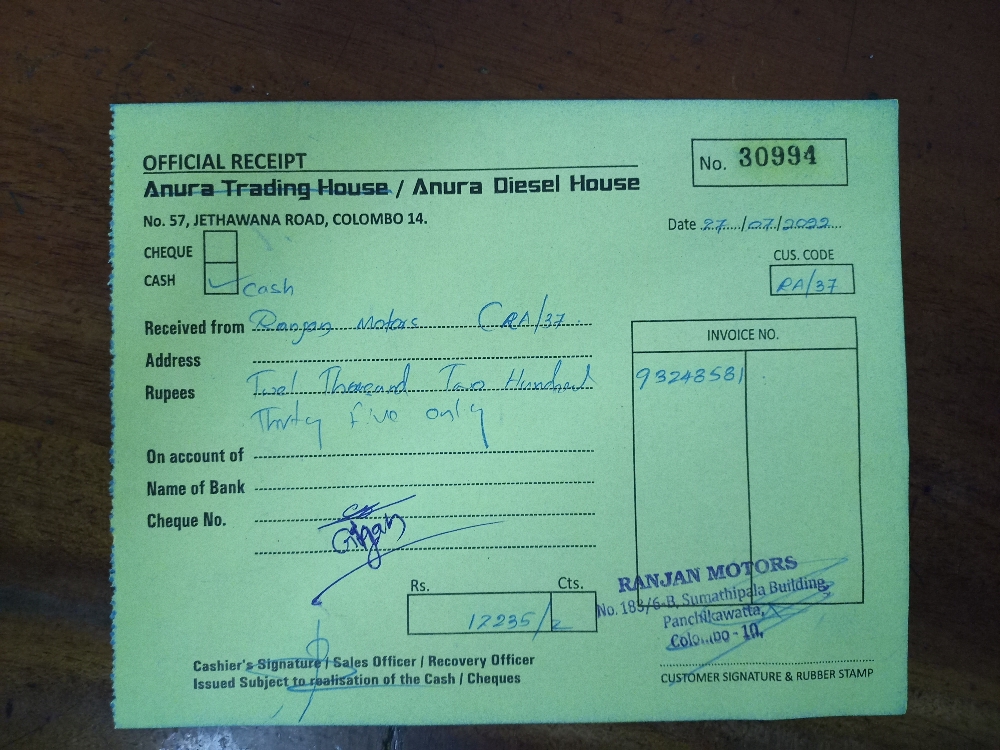 OFFICIAL RECEIPT
No. 30994
Anura Trading House / Anura Diesel House
No. 57, JETHAWANA ROAD, COLOMBO 14.
Date 27/07/2022
CHEQUE
CUS. CODE
CASH Cash
RA/37
Received from Ranjan Motors (RA/37
INVOICE NO.
Address
93248581
Rupees Twel Thousand Two Hundred
Thirty five only
On account of
Name of Bank
Cheque No.
Rs. Cts.
12235/
RANJAN MOTORS
No. 183/6-B, Sumathipala Building,
Panchikawatta,
Colombo - 10,
Cashier's Signature / Sales Officer / Recovery Officer
Issued Subject to realisation of the Cash / Cheques
CUSTOMER SIGNATURE & RUBBER STAMP